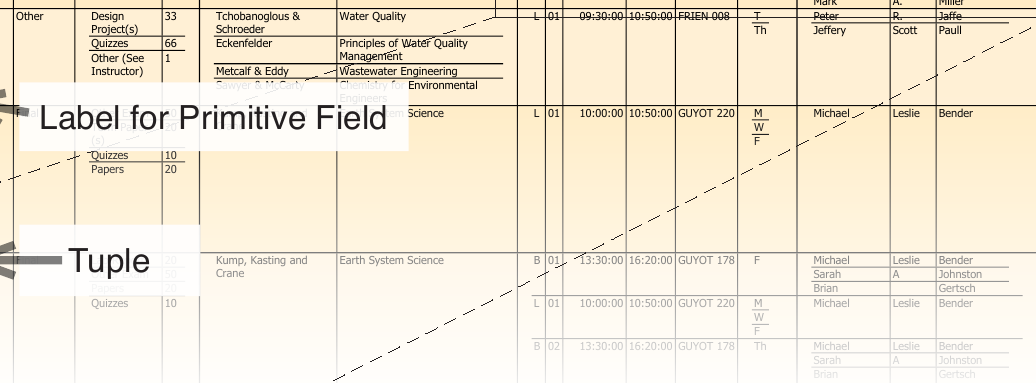 Mark A. Miller
Other Design 33 Tchobanoglous & Water Quality L 01 09:30:00 10:50:00 FRIEN 008 T Peter R. Jaffe
Project(s) Schroeder Th Jeffery Scott Paull
Quizzes 66 Eckenfelder Principles of Water Quality
Other (See 1 Management
Instructor) Metcalf & Eddy Wastewater Engineering
Sawyer & McCarty Chemistry for Environmental
Engineers
Label for Primitive Field
Science L 01 10:00:00 10:50:00 GUYOT 220 M Michael Leslie Bender
W
F
Quizzes 10
Papers 20
Tuple
Kump, Kasting and Earth System Science B 01 13:30:00 16:20:00 GUYOT 178 F Michael Leslie Bender
Crane Sarah A Johnston
Brian Gertsch
Quizzes 10 L 01 10:00:00 10:50:00 GUYOT 220 M Michael Leslie Bender
W
F
B 02 13:30:00 16:20:00 GUYOT 178 Th Michael Leslie Bender
Sarah A Johnston
Brian Gertsch